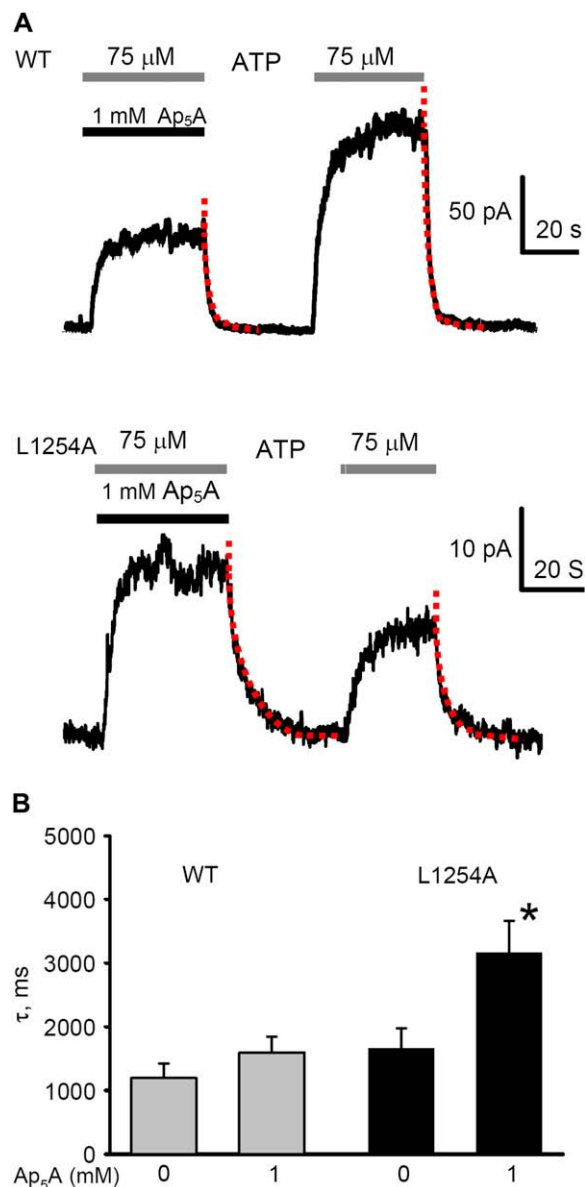 A
WT 75 μM ATP 75 μM
1 mM Ap₅A
50 pA
20 s
L1254A 75 μM ATP 75 μM
1 mM Ap₅A
10 pA
20 S
B
5000
WT L1254A
4000
*
3000
τ, ms
2000
1000
0
Ap₅A (mM) 0 1 0 1